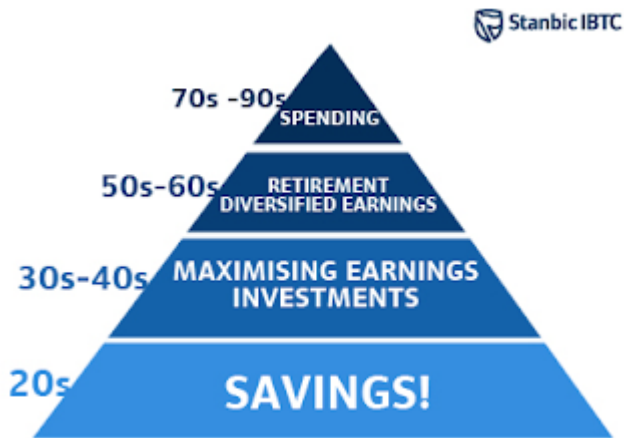 Stanbic IBTC
70s -90s
SPENDING
50s-60s
RETIREMENT
DIVERSIFIED EARNINGS
30s-40s
MAXIMISING EARNINGS
INVESTMENTS
20s
SAVINGS!